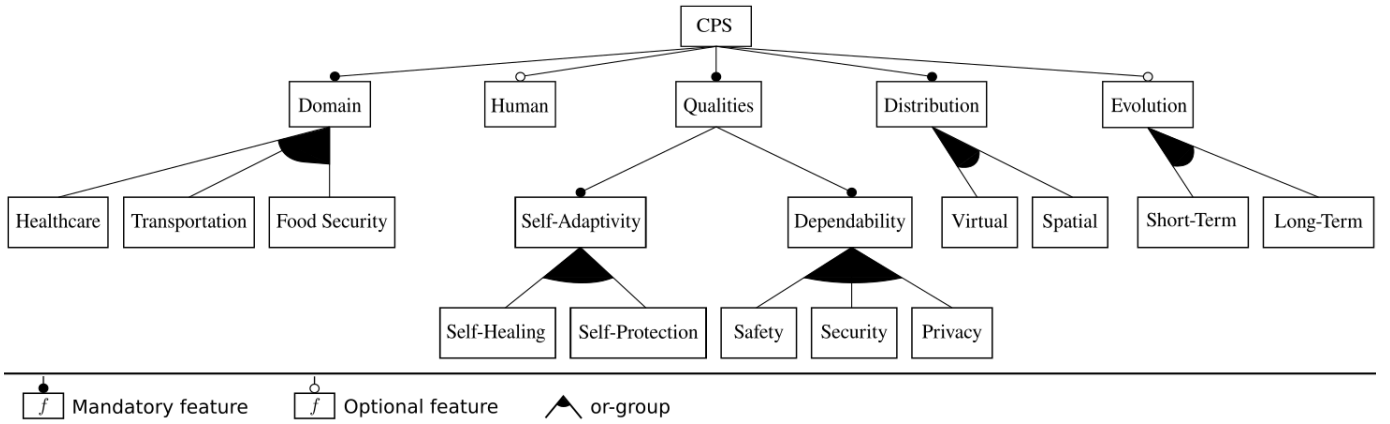 CPS
Domain
Human
Qualities
Distribution
Evolution
Healthcare
Transportation
Food Security
Self-Adaptivity
Dependability
Virtual
Spatial
Short-Term
Long-Term
Self-Healing
Self-Protection
Safety
Security
Privacy
f Mandatory feature
f Optional feature
or-group